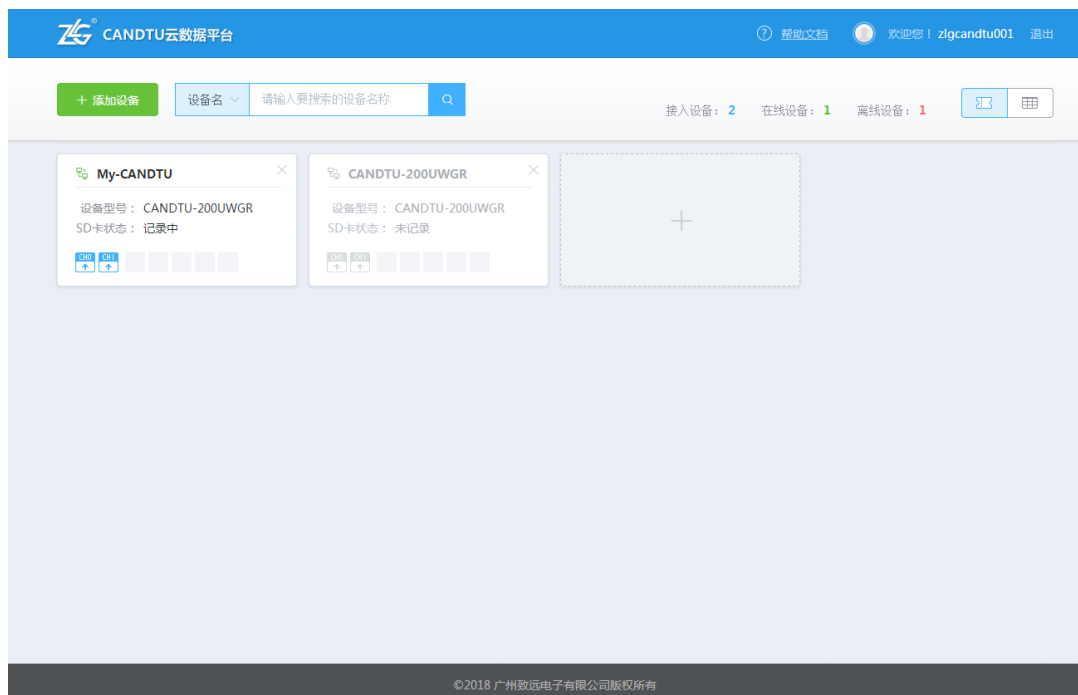 ZLG® CANDTU云数据平台
? 帮助文档 欢迎您！zlgcandtu001 退出
+ 添加设备 设备名 请输入要搜索的设备名称
接入设备：2 在线设备：1 离线设备：1
My-CANDTU
设备型号： CANDTU-200UWGR
SD卡状态： 记录中
CH0 CH1
CANDTU-200UWGR
设备型号： CANDTU-200UWGR
SD卡状态： 未记录
CH0 CH1
©2018 广州致远电子有限公司版权所有